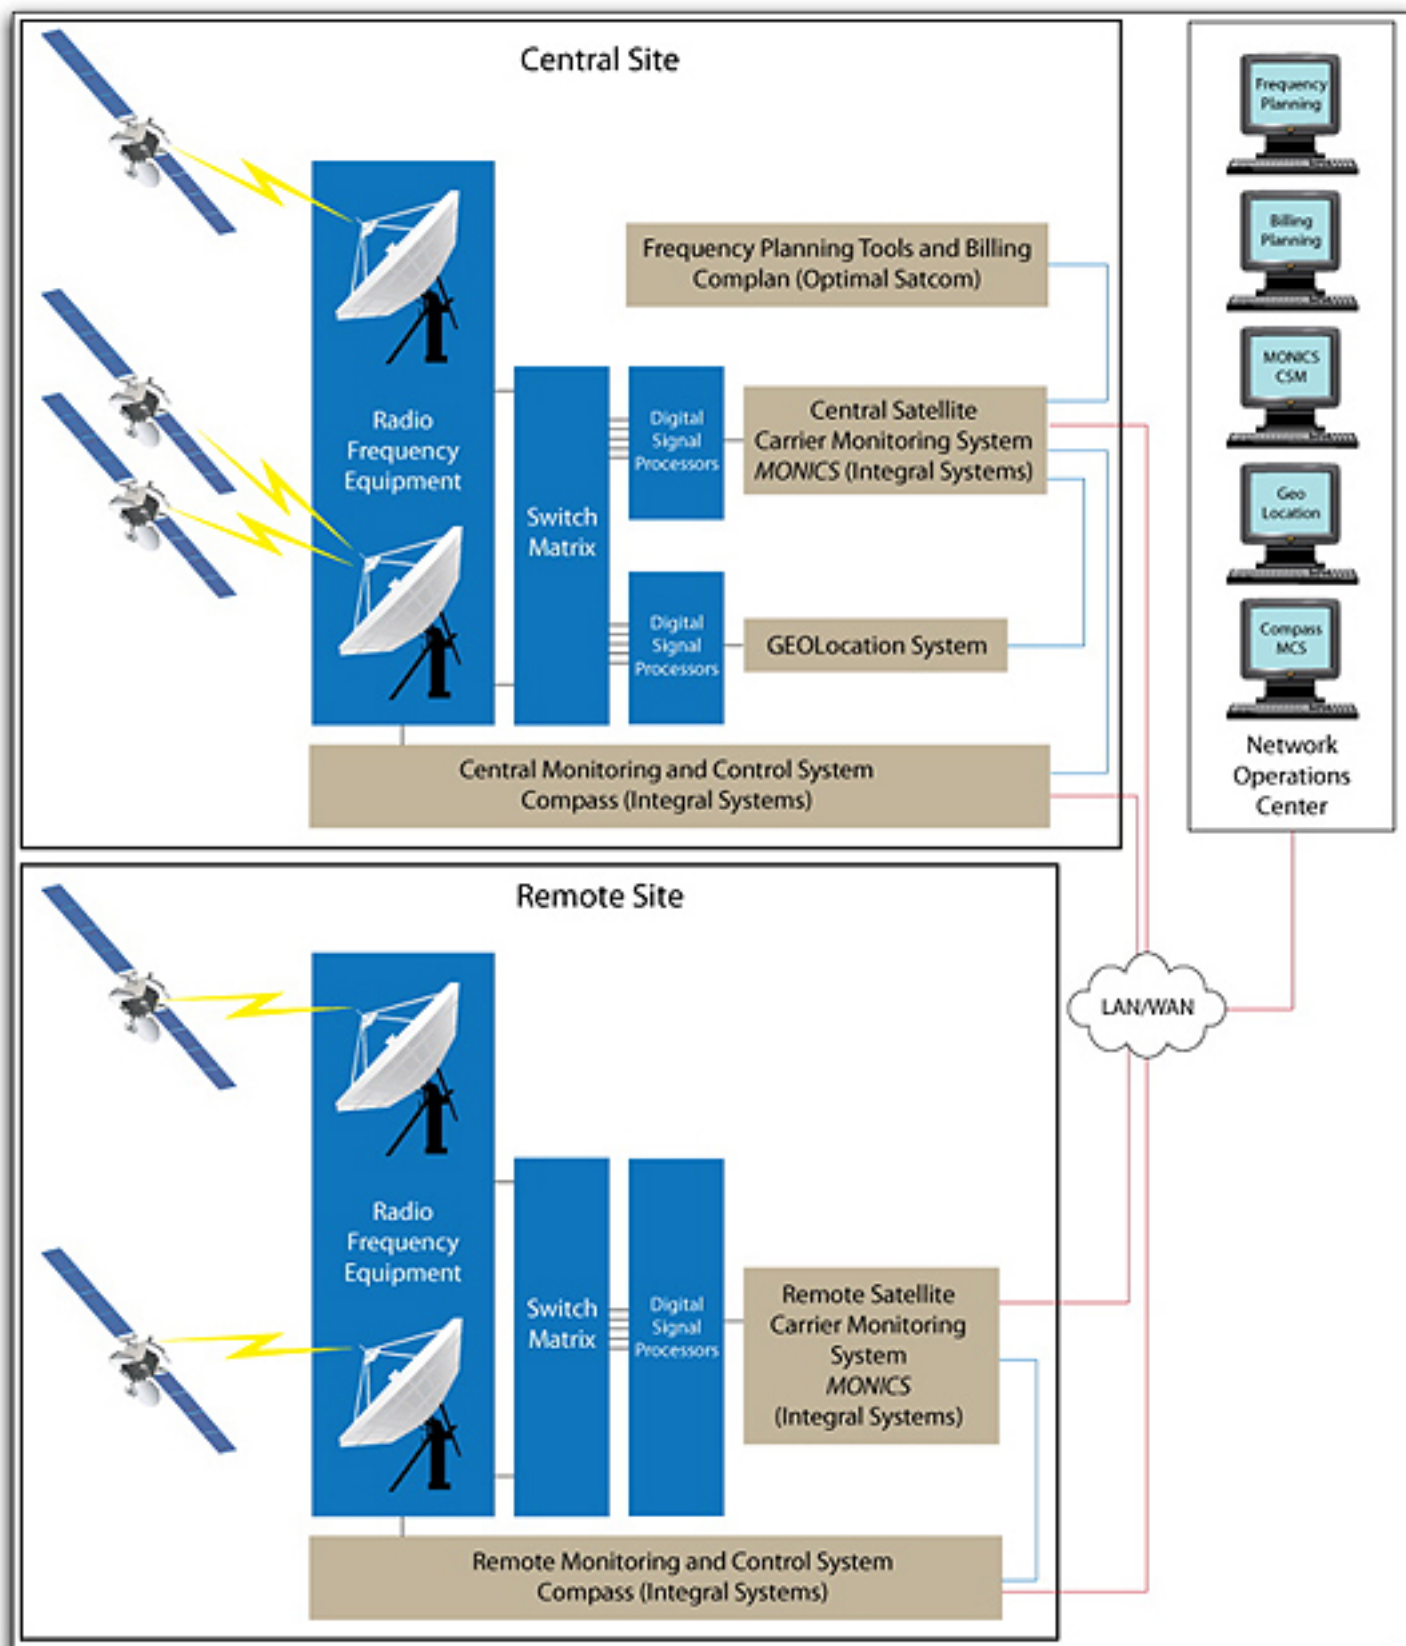 Central Site
Radio
Frequency
Equipment
Switch
Matrix
Digital
Signal
Processors
Digital
Signal
Processors
Frequency Planning Tools and Billing
Complan (Optimal Satcom)
Central Satellite
Carrier Monitoring System
MONICS (Integral Systems)
GEOLocation System
Central Monitoring and Control System
Compass (Integral Systems)
Frequency
Planning
Billing
Planning
MONICS
CSM
Geo
Location
Compass
MCS
Network
Operations
Center
LAN/WAN
Remote Site
Radio
Frequency
Equipment
Switch
Matrix
Digital
Signal
Processors
Remote Satellite
Carrier Monitoring
System
MONICS
(Integral Systems)
Remote Monitoring and Control System
Compass (Integral Systems)